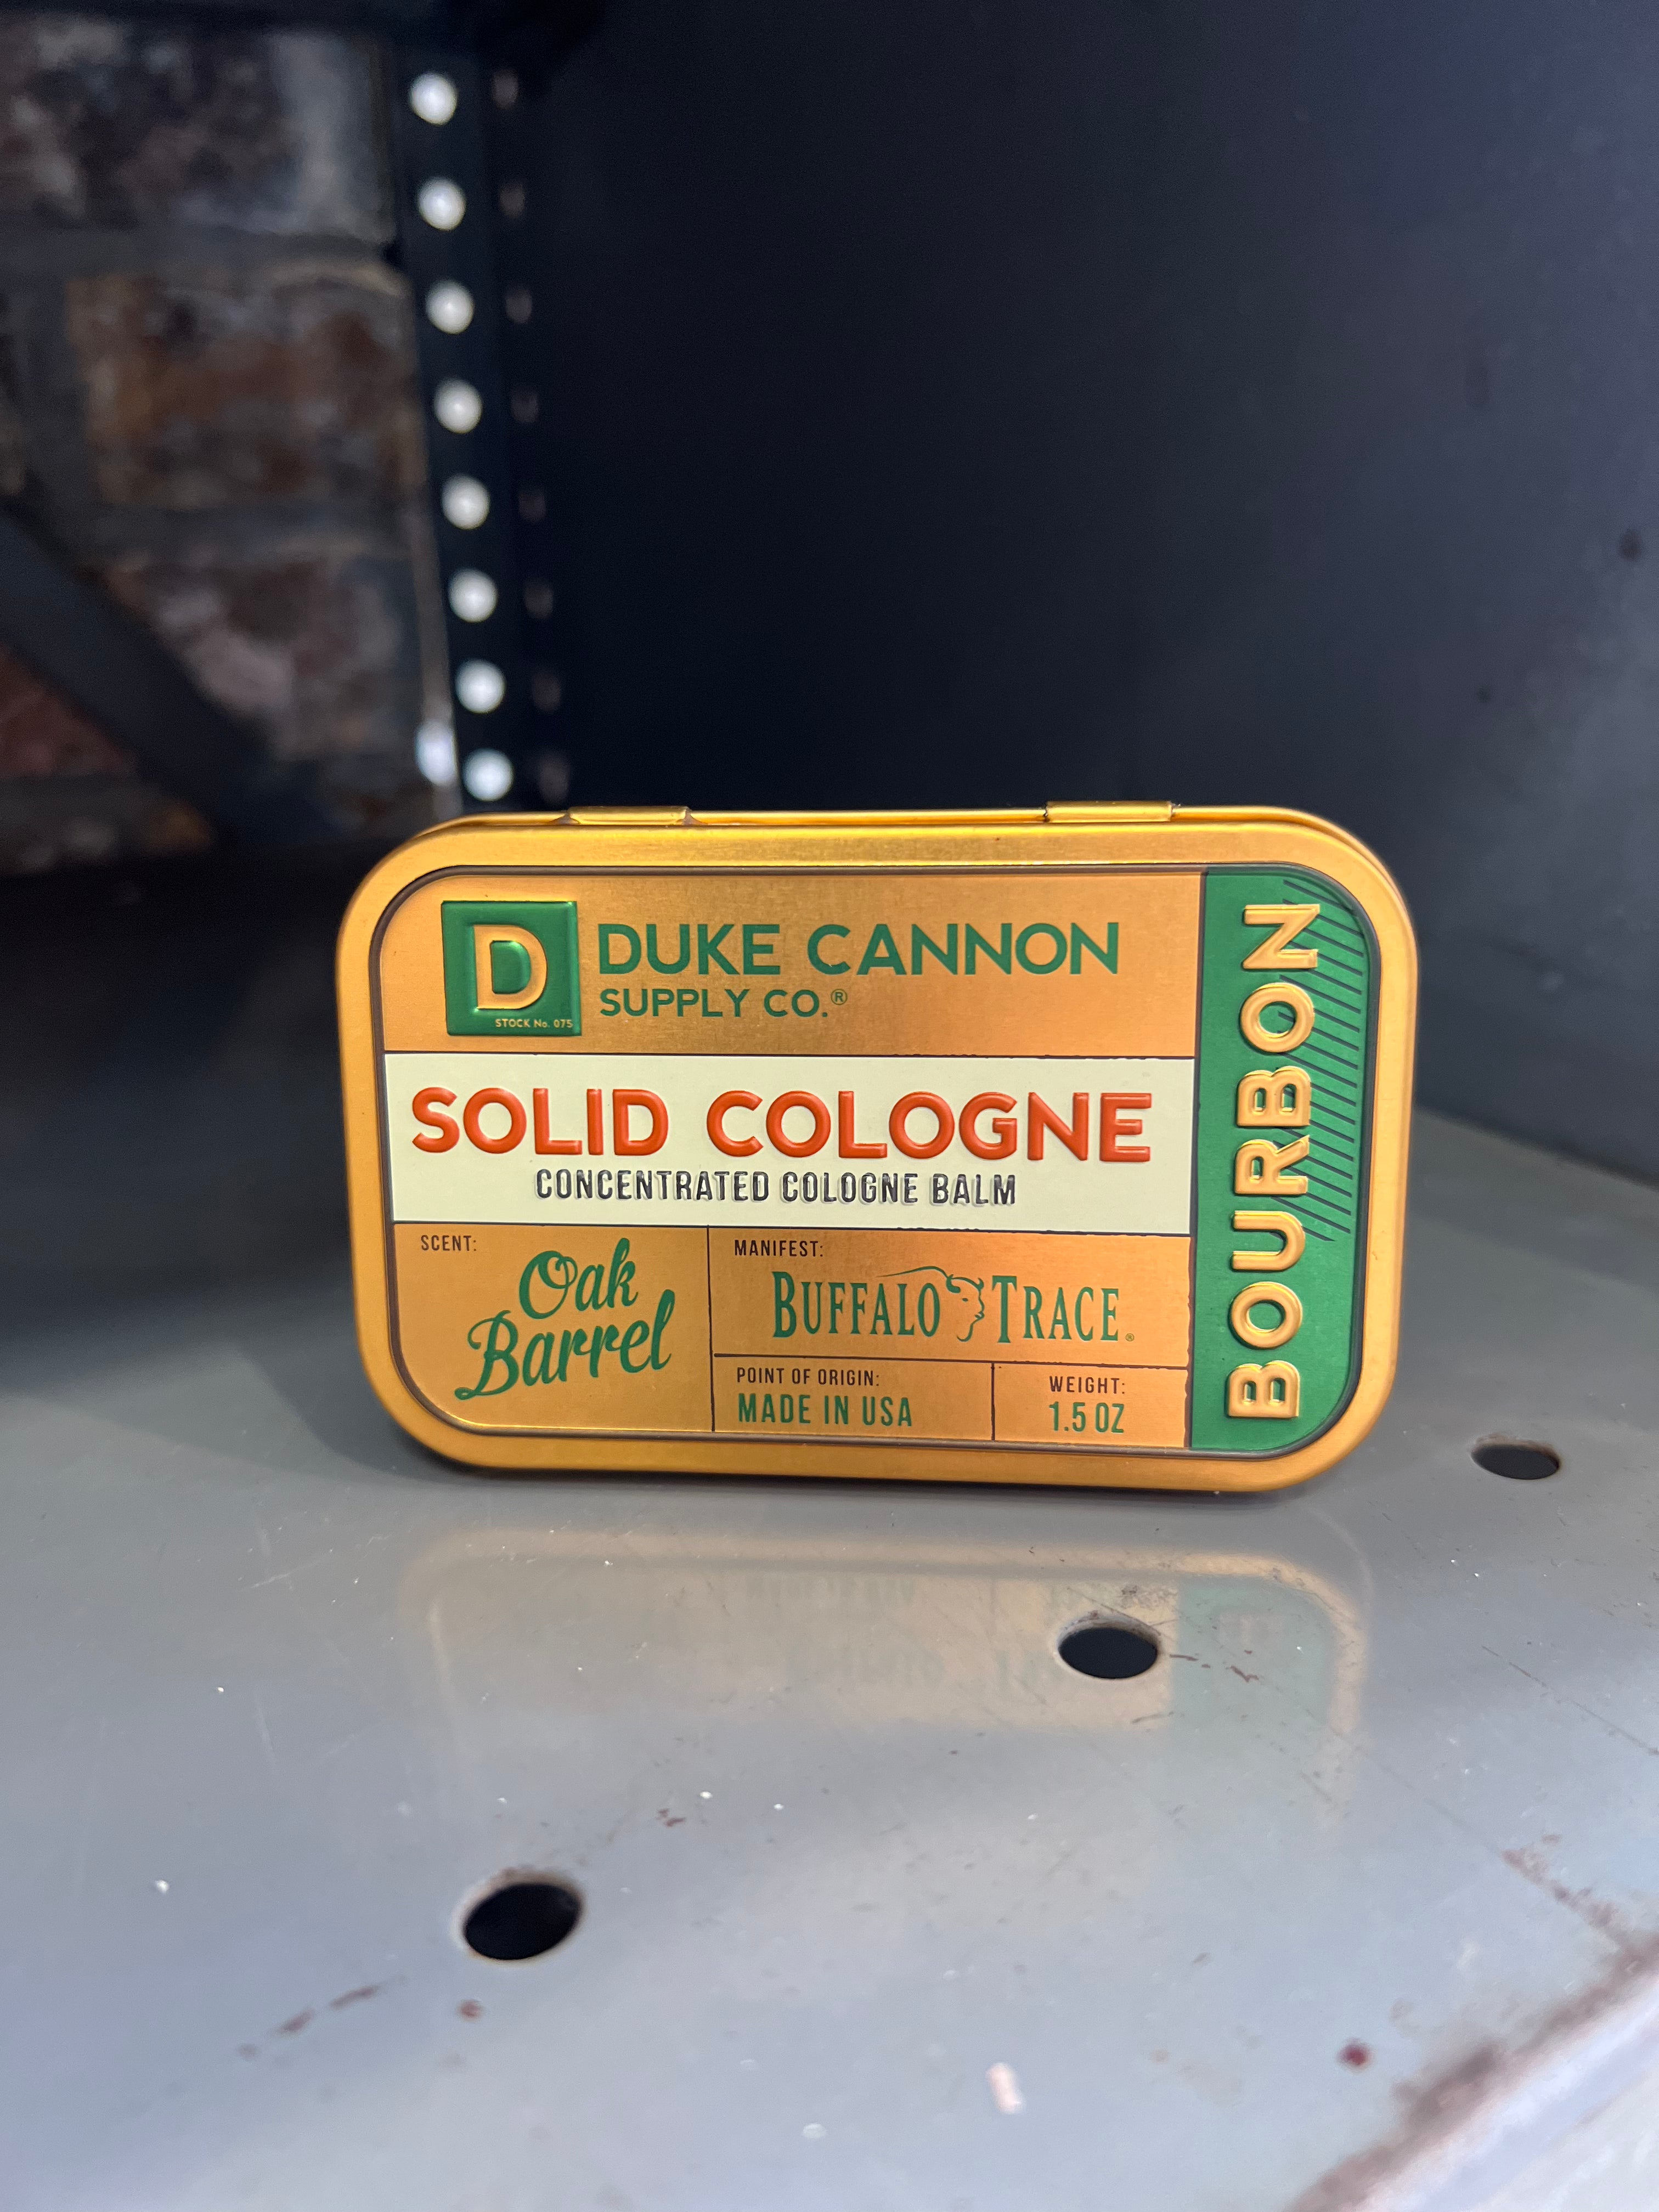 D
STOCK No. 075
DUKE CANNON
SUPPLY CO.®
SOLID COLOGNE
CONCENTRATED COLOGNE BALM
SCENT:
Oak
Barrel
MANIFEST:
BUFFALO TRACE®
POINT OF ORIGIN:
MADE IN USA
WEIGHT:
1.5 OZ
BOURBON